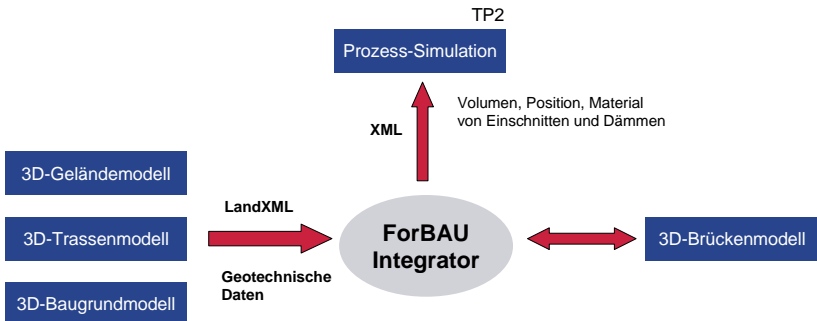 TP2
Prozess-Simulation
Volumen, Position, Material
von Einschnitten und Dämmen
XML
3D-Geländemodell
LandXML
3D-Trassenmodell
ForBAU
Integrator
3D-Brückenmodell
Geotechnische
Daten
3D-Baugrundmodell